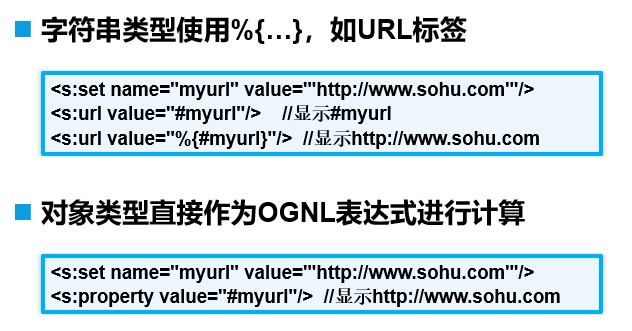 字符串类型使用%{…}，如URL标签
<s:set name="myurl" value="'http://www.sohu.com'"/>
<s:url value="#myurl"/> //显示#myurl
<s:url value="%{#myurl}"/> //显示http://www.sohu.com
对象类型直接作为OGNL表达式进行计算
<s:set name="myurl" value="'http://www.sohu.com'"/>
<s:property value="#myurl"/> //显示http://www.sohu.com